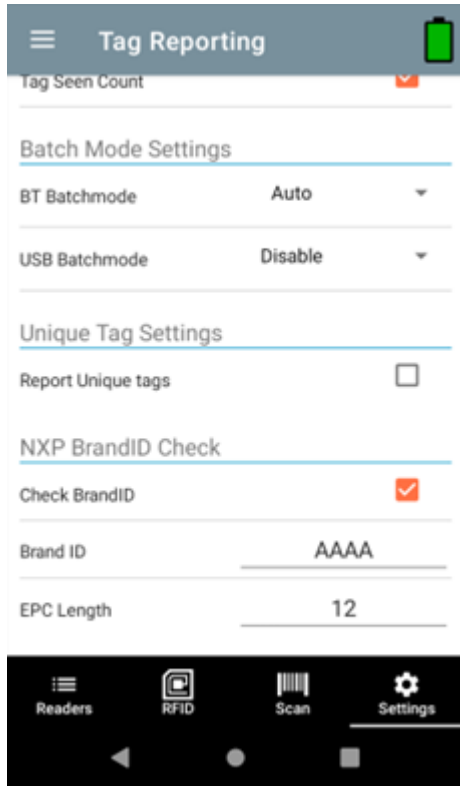 Tag Reporting
Tag Seen Count
Batch Mode Settings
BT Batchmode Auto
USB Batchmode Disable
Unique Tag Settings
Report Unique tags
NXP BrandID Check
Check BrandID
Brand ID AAAA
EPC Length 12
Readers RFID Scan Settings